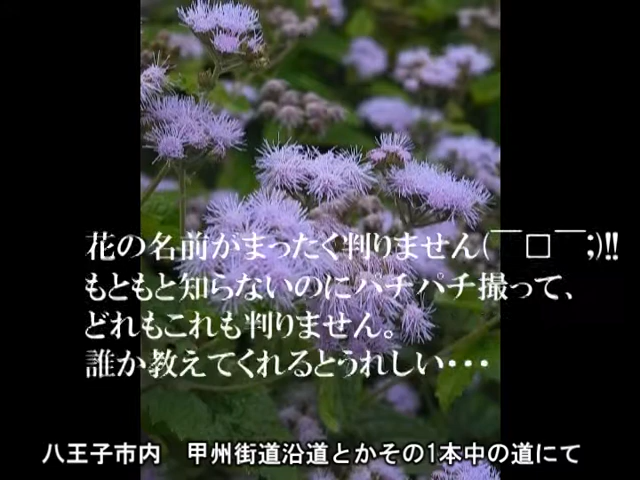 花の名前がまったく判りません(￣□￣;)!!
もともと知らないのにハチパチ撮って、
どれもこれも判りません。
誰か教えてくれるとうれしい・・・
八王子市内　甲州街道沿道とかその1本中の道にて